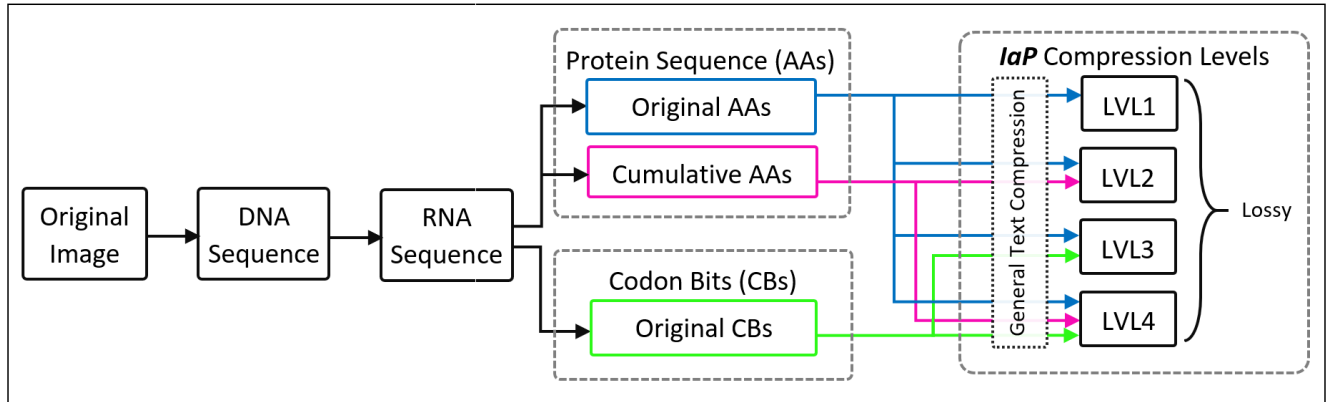 Original
Image
DNA
Sequence
RNA
Sequence
Protein Sequence (AAs)
Original AAs
Cumulative AAs
Codon Bits (CBs)
Original CBs
IaP Compression Levels
General Text Compression
LVL1
LVL2
LVL3
LVL4
Lossy